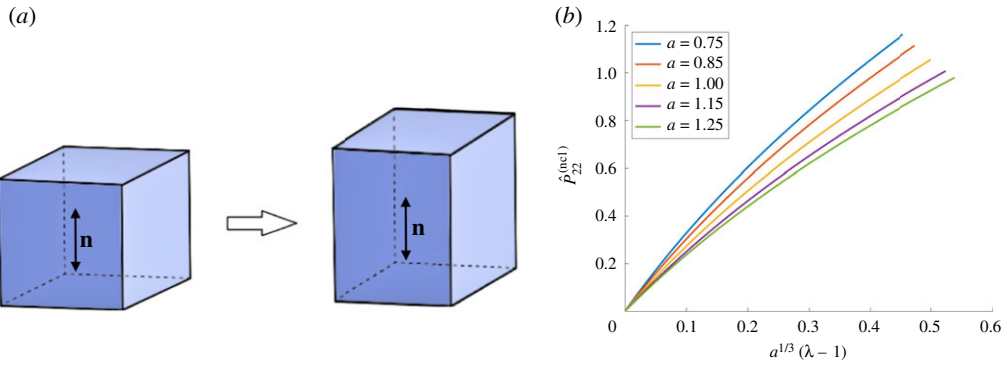 (a)
n
n
(b)
1.2
1.0
0.8
0.6
0.4
0.2
0
0.1
0.2
0.3
0.4
0.5
0.6
a = 0.75
a = 0.85
a = 1.00
a = 1.15
a = 1.25
P̂₂₂⁽ⁿᶜ¹⁾
a^{1/3} (λ – 1)